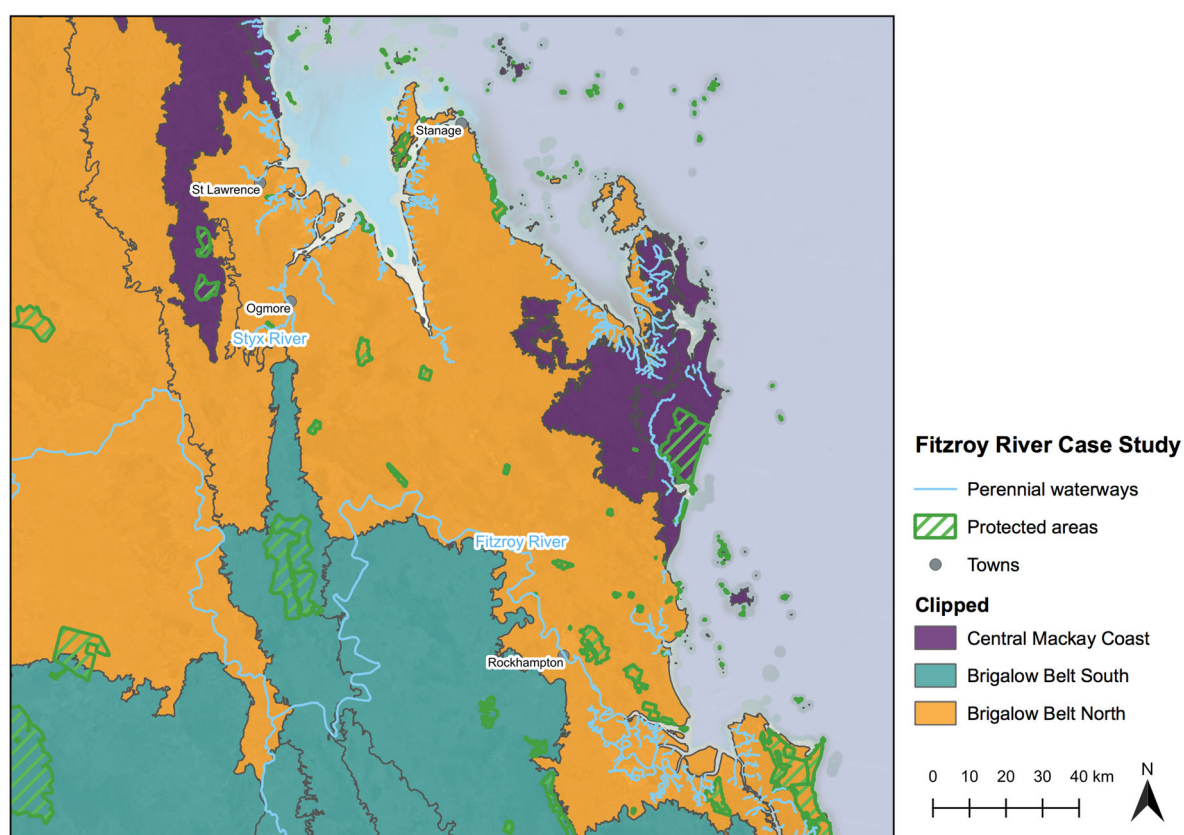 Stanage
St Lawrence
Ogmore
Styx River
Fitzroy River
Rockhampton
Fitzroy River Case Study
Perennial waterways
Protected areas
Towns
Clipped
Central Mackay Coast
Brigalow Belt South
Brigalow Belt North
0 10 20 30 40 km
N